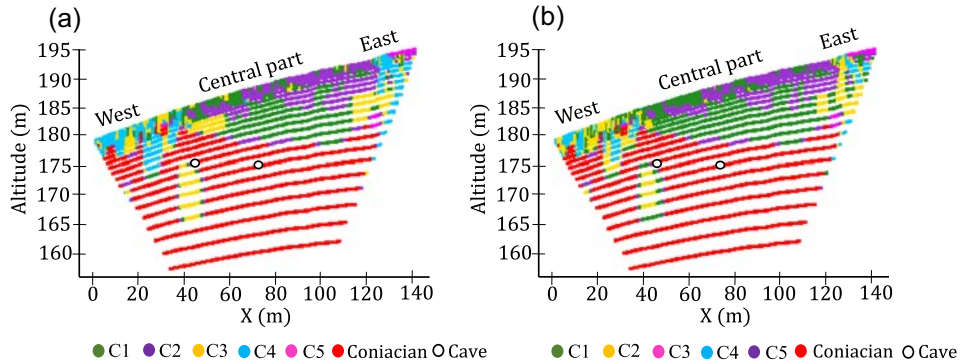 (a)
195
190
185
180
175
170
165
160
Altitude (m)
West
Central part
East
0 20 40 60 80 100 120 140
X (m)
C1 C2 C3 C4 C5 Coniacian Cave
(b)
195
190
185
180
175
170
165
160
Altitude (m)
West
Central part
East
0 20 40 60 80 100 120 140
X (m)
C1 C2 C3 C4 C5 Coniacian Cave